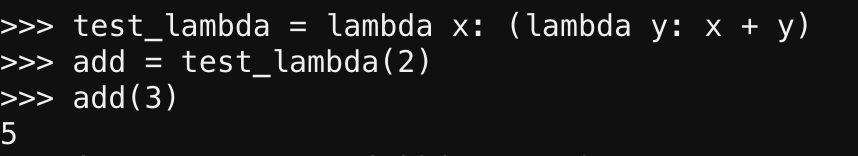 >>> test_lambda = lambda x: (lambda y: x + y)
>>> add = test_lambda(2)
>>> add(3)
5